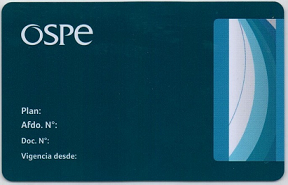 OSPe
Plan:
Afdo. N°:
Doc. N°:
Vigencia desde: